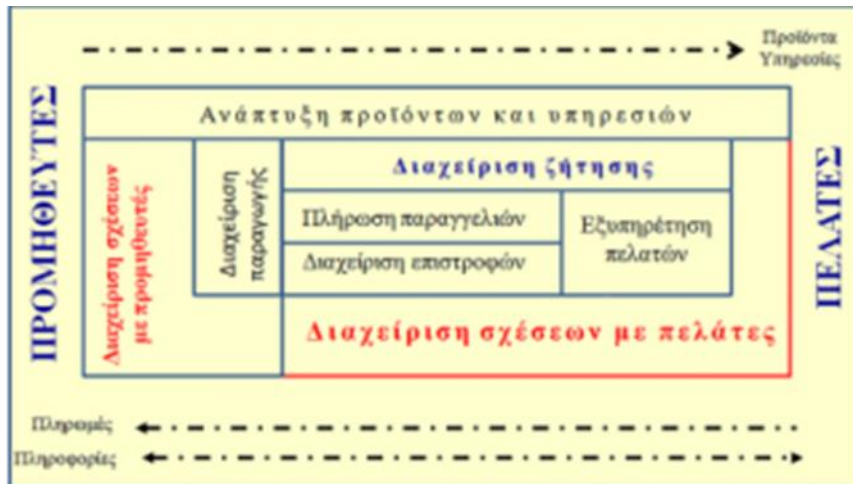 Προϊόντα
Υπηρεσίες
ΠΡΟΜΗΘΕΥΤΕΣ
Ανάπτυξη προϊόντων και υπηρεσιών
Διαχείριση σχέσεων
με προμηθευτές
Διαχείριση
παραγωγής
Διαχείριση ζήτησης
Πλήρωση παραγγελιών
Διαχείριση επιστροφών
Εξυπηρέτηση
πελατών
Διαχείριση σχέσεων με πελάτες
ΠΕΛΑΤΕΣ
Πληρωμές
Πληροφορίες